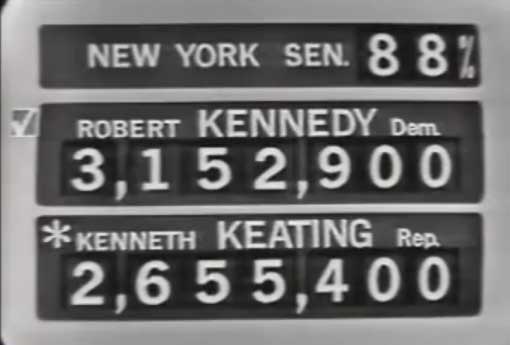 NEW YORK SEN. 88%
ROBERT KENNEDY Dem.
3,152,900
*KENNETH KEATING Rep.
2,655,400